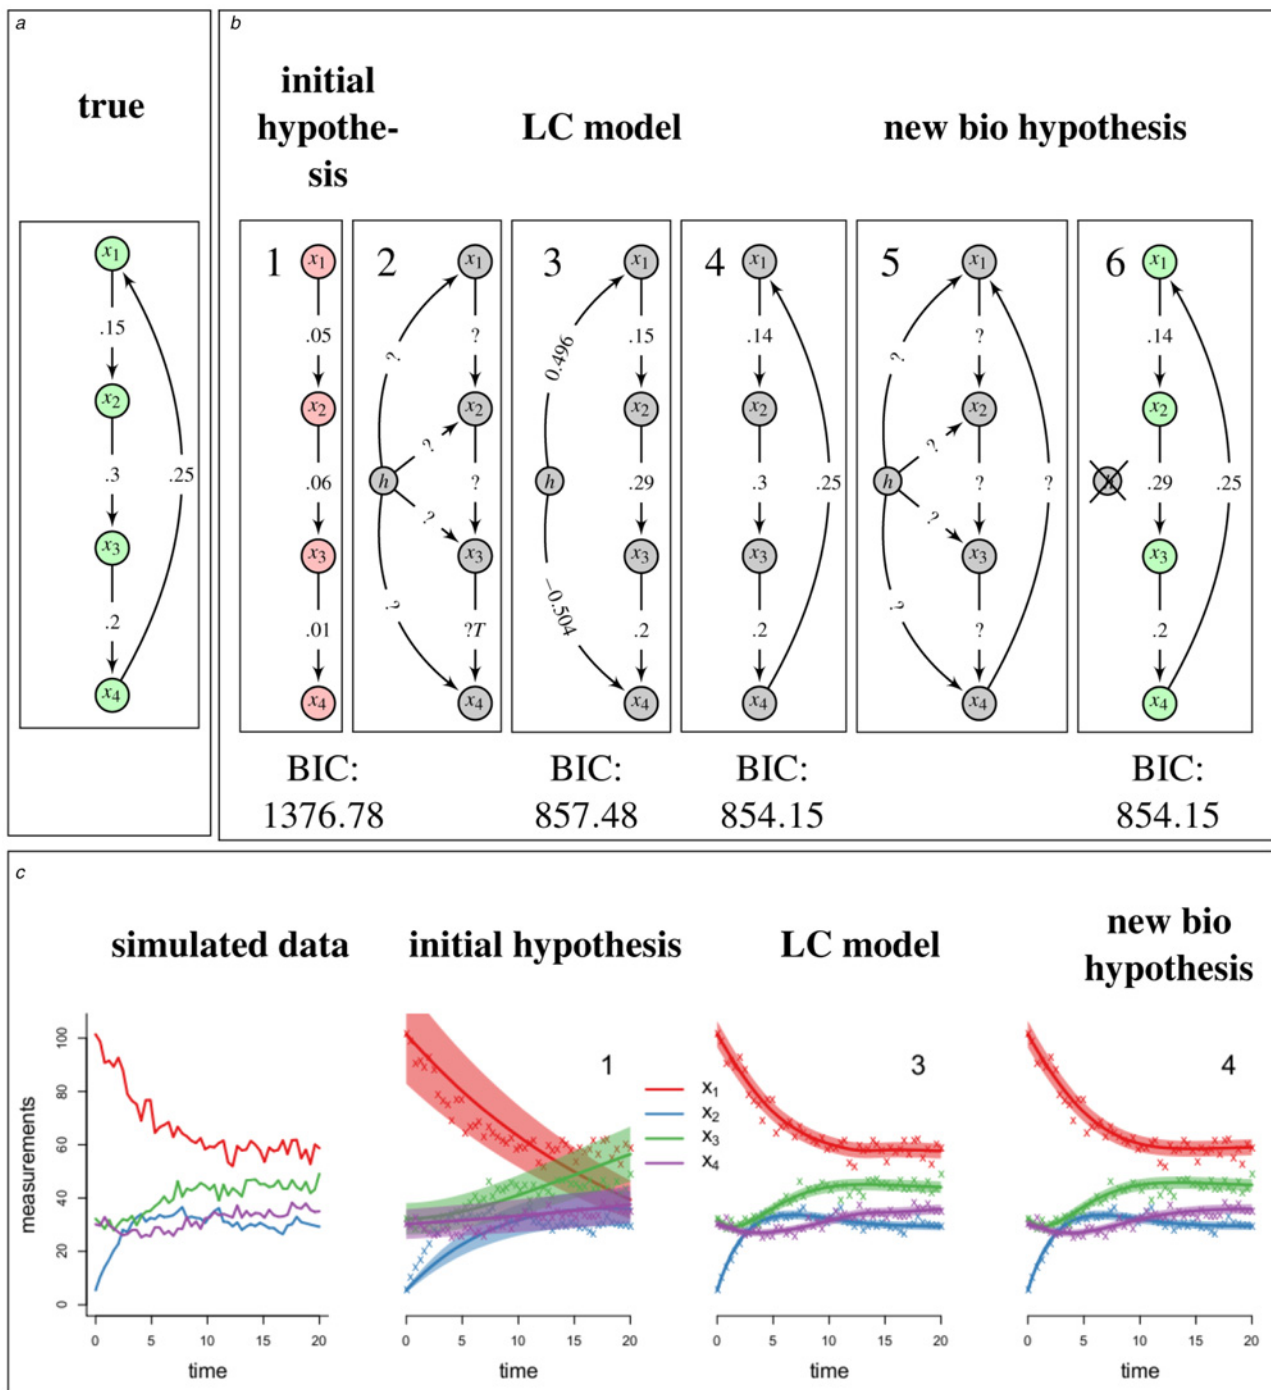 a
true
x1
.15
x2
.3
.25
x3
.2
x4
b
initial
hypothe-
sis
LC model
new bio hypothesis
1
x1
.05
x2
.06
x3
.01
x4
BIC:
1376.78
2
x1
?
?
x2
?
h
?
?
x3
?
?T
x4
3
x1
0.496
.15
x2
h
.29
x3
−0.504
.2
x4
BIC:
857.48
4
x1
.14
x2
.3
.25
x3
.2
x4
BIC:
854.15
5
x1
?
?
x2
?
h
?
?
?
x3
?
?
x4
6
x1
.14
x2
h
.29
.25
x3
.2
x4
BIC:
854.15
c
simulated data
initial hypothesis
LC model
new bio
hypothesis
measurements
100
80
60
40
20
0
0 5 10 15 20
time
1
0 5 10 15 20
time
x1
x2
x3
x4
3
0 5 10 15 20
time
4
0 5 10 15 20
time